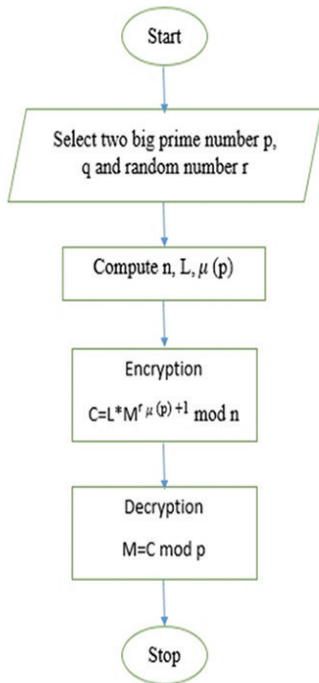 Start
Select two big prime number p,
q and random number r
Compute n, L, μ (p)
Encryption
C=L*M^r μ (p) +1 mod n
Decryption
M=C mod p
Stop